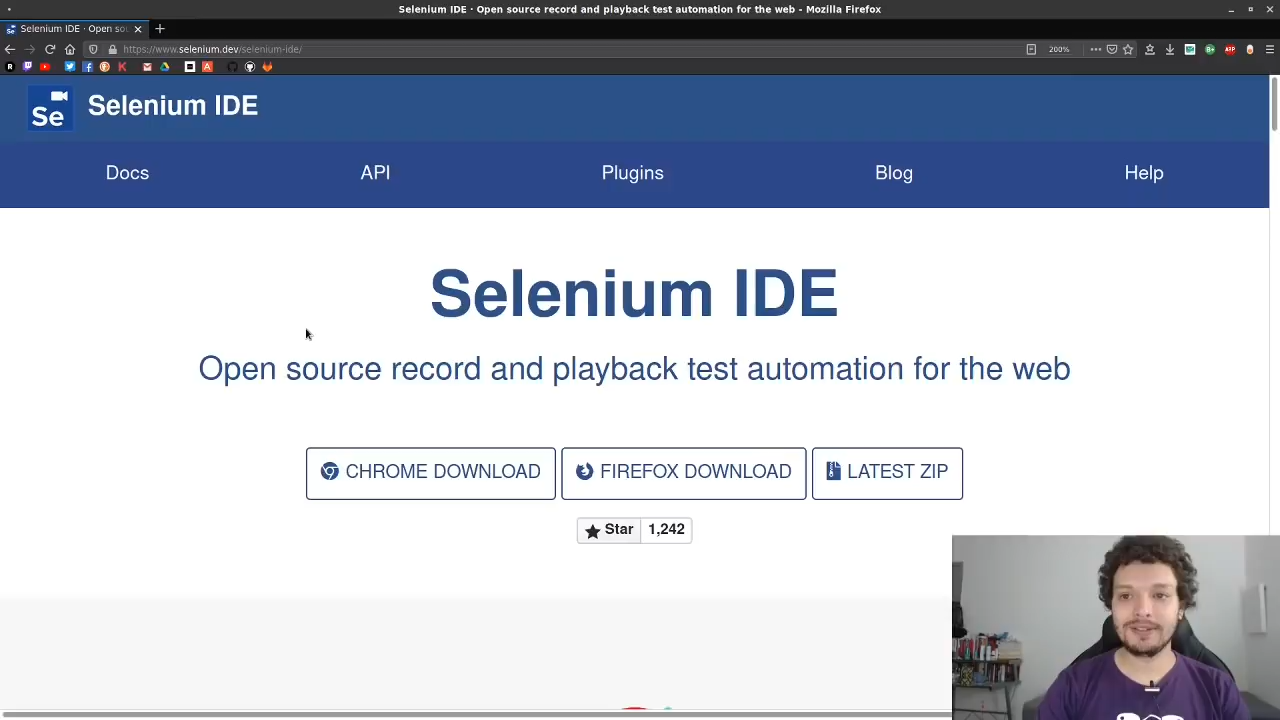 Selenium IDE · Open source record and playback test automation for the web - Mozilla Firefox
Selenium IDE · Open sou
https://www.selenium.dev/selenium-ide/
200%
Se
Selenium IDE
Docs
API
Plugins
Blog
Help
Selenium IDE
Open source record and playback test automation for the web
CHROME DOWNLOAD
FIREFOX DOWNLOAD
LATEST ZIP
Star
1,242